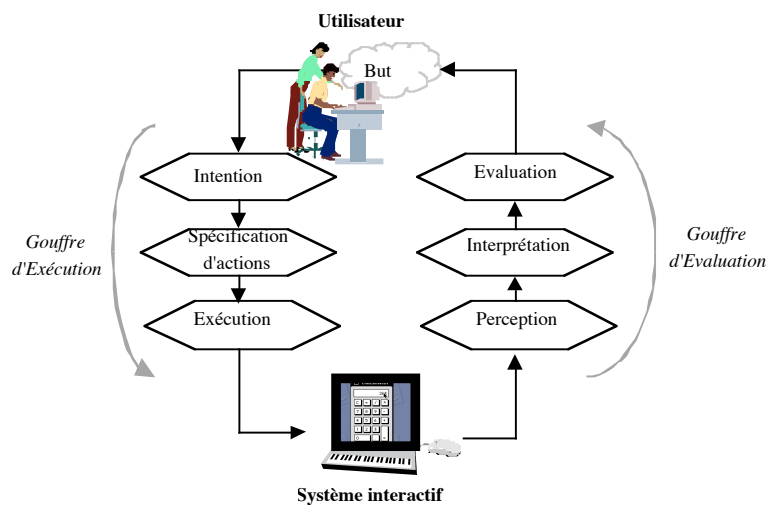 Utilisateur
But
Intention
Evaluation
Spécification
d'actions
Interprétation
Gouffre
d'Exécution
Gouffre
d'Evaluation
Exécution
Perception
Système interactif